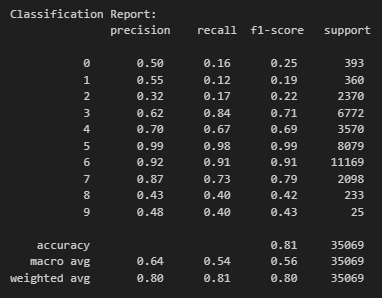 Classification Report:
precision recall f1-score support
0 0.50 0.16 0.25 393
1 0.55 0.12 0.19 360
2 0.32 0.17 0.22 2370
3 0.62 0.84 0.71 6772
4 0.70 0.67 0.69 3570
5 0.99 0.98 0.99 8079
6 0.92 0.91 0.91 11169
7 0.87 0.73 0.79 2098
8 0.43 0.40 0.42 233
9 0.48 0.40 0.43 25
accuracy 0.81 35069
macro avg 0.64 0.54 0.56 35069
weighted avg 0.80 0.81 0.80 35069